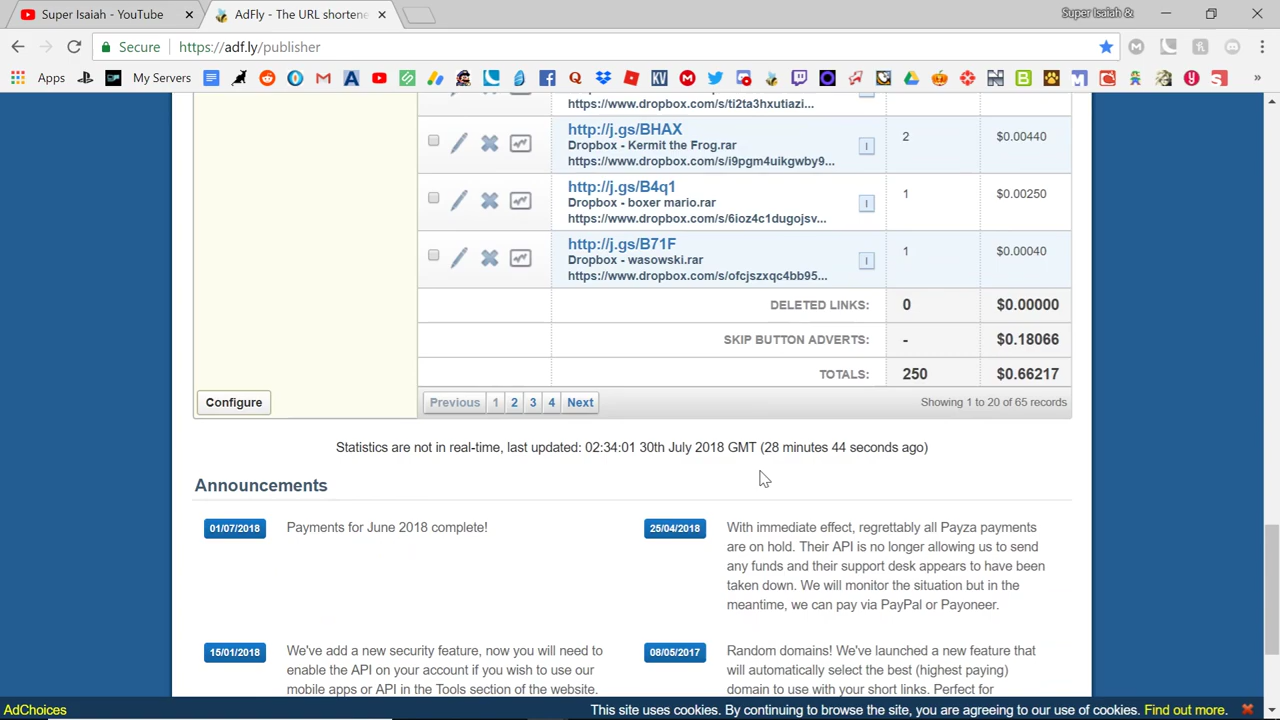 Super Isaiah - YouTube
AdFly - The URL shortene
Super Isaiah &
Secure
https://adf.ly/publisher
Apps
My Servers
https://www.dropbox.com/s/ti2ta3hxutiazi...
http://j.gs/BHAX
Dropbox - Kermit the Frog.rar
https://www.dropbox.com/s/i9pgm4uikgwby9...
2
$0.00440
http://j.gs/B4q1
Dropbox - boxer mario.rar
https://www.dropbox.com/s/6ioz4c1dugojsv...
1
$0.00250
http://j.gs/B71F
Dropbox - wasowski.rar
https://www.dropbox.com/s/ofcjszxqc4bb95...
1
$0.00040
DELETED LINKS: 0 $0.00000
SKIP BUTTON ADVERTS: - $0.18066
TOTALS: 250 $0.66217
Configure
Previous 1 2 3 4 Next
Showing 1 to 20 of 65 records
Statistics are not in real-time, last updated: 02:34:01 30th July 2018 GMT (28 minutes 44 seconds ago)
Announcements
01/07/2018
Payments for June 2018 complete!
25/04/2018
With immediate effect, regrettably all Payza payments
are on hold. Their API is no longer allowing us to send
any funds and their support desk appears to have been
taken down. We will monitor the situation but in the
meantime, we can pay via PayPal or Payoneer.
15/01/2018
We've add a new security feature, now you will need to
enable the API on your account if you wish to use our
mobile apps or API in the Tools section of the website.
08/05/2017
Random domains! We've launched a new feature that
will automatically select the best (highest paying)
domain to use with your short links. Perfect for
AdChoices
This site uses cookies. By continuing to browse the site, you are agreeing to our use of cookies. Find out more.